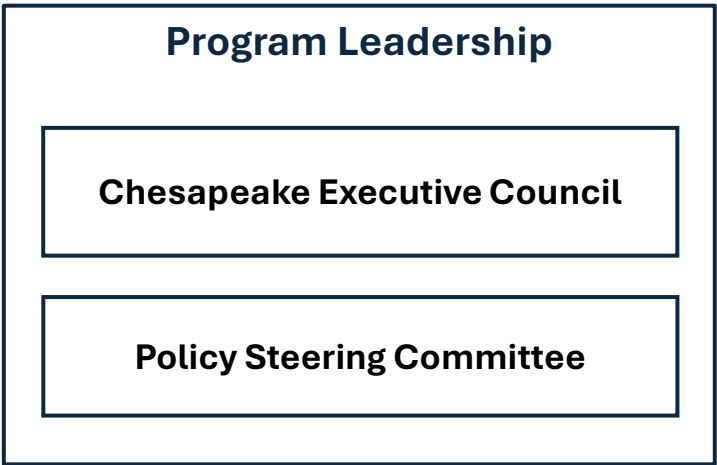 Program Leadership
Chesapeake Executive Council
Policy Steering Committee